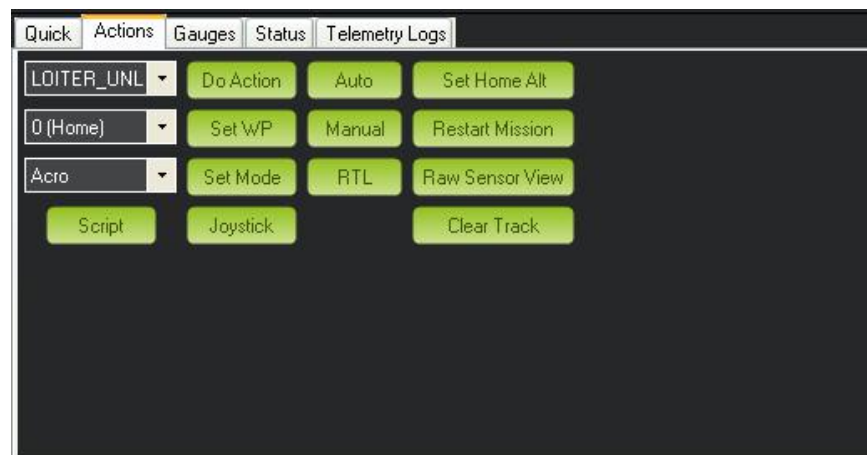 Quick Actions Gauges Status Telemetry Logs
LOITER_UNL Do Action Auto Set Home Alt
0 (Home) Set WP Manual Restart Mission
Acro Set Mode RTL Raw Sensor View
Script Joystick Clear Track